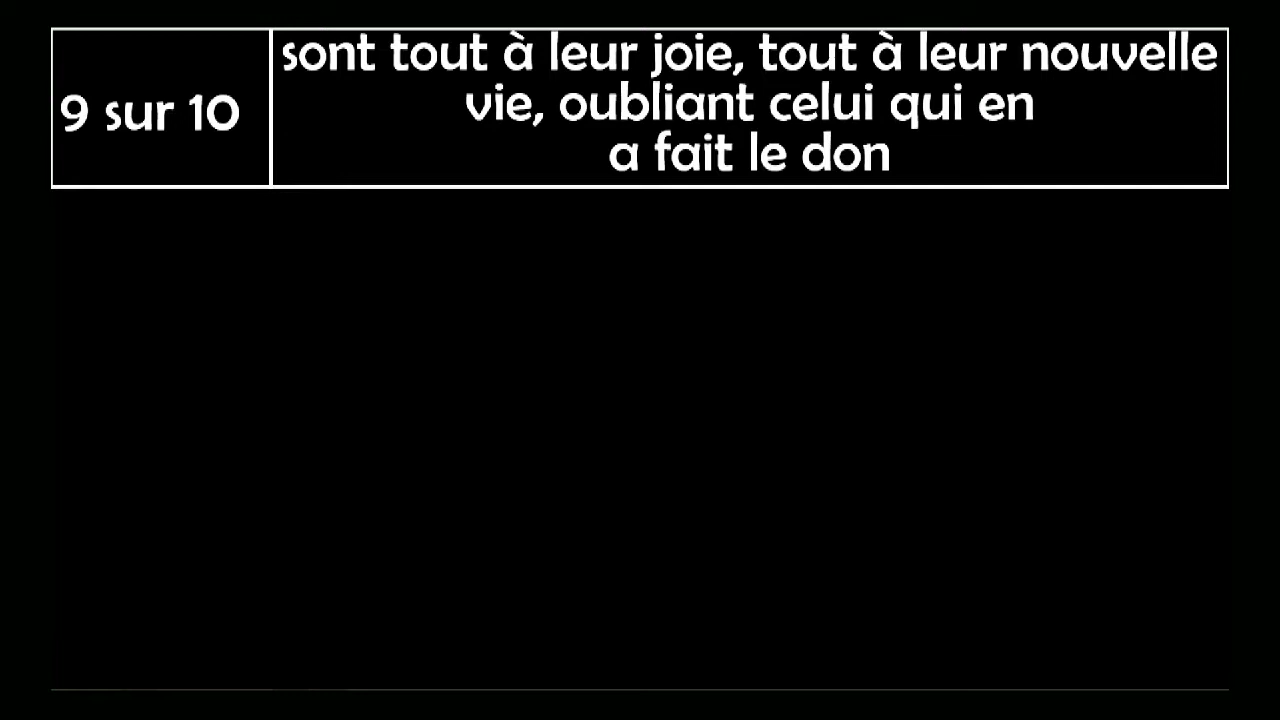 9 sur 10
sont tout à leur joie, tout à leur nouvelle
vie, oubliant celui qui en
a fait le don